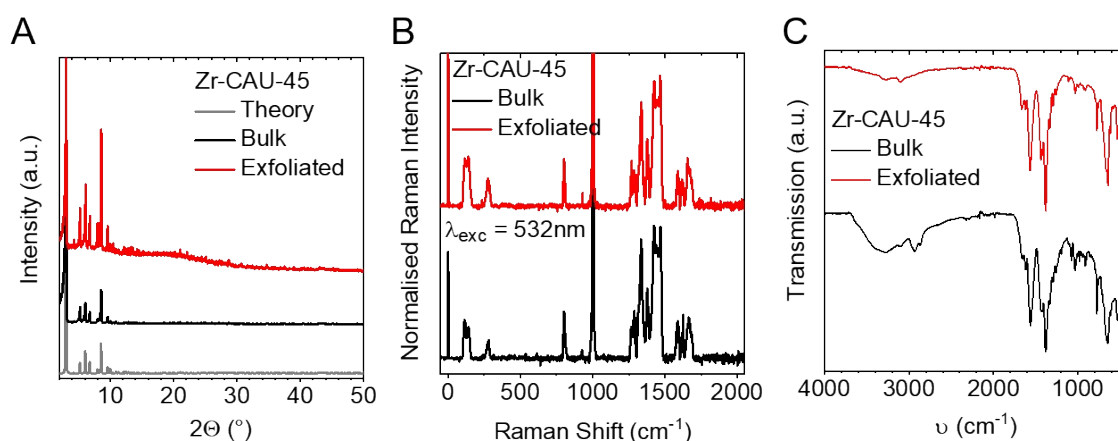 A
Intensity (a.u.)
Zr-CAU-45
Theory
Bulk
Exfoliated
0 10 20 30 40 50
2Θ (°)
B
Normalised Raman Intensity
Zr-CAU-45
Bulk
Exfoliated
λexc = 532nm
0 500 1000 1500 2000
Raman Shift (cm⁻¹)
C
Transmission (a.u.)
Zr-CAU-45
Bulk
Exfoliated
4000 3000 2000 1000
υ (cm⁻¹)